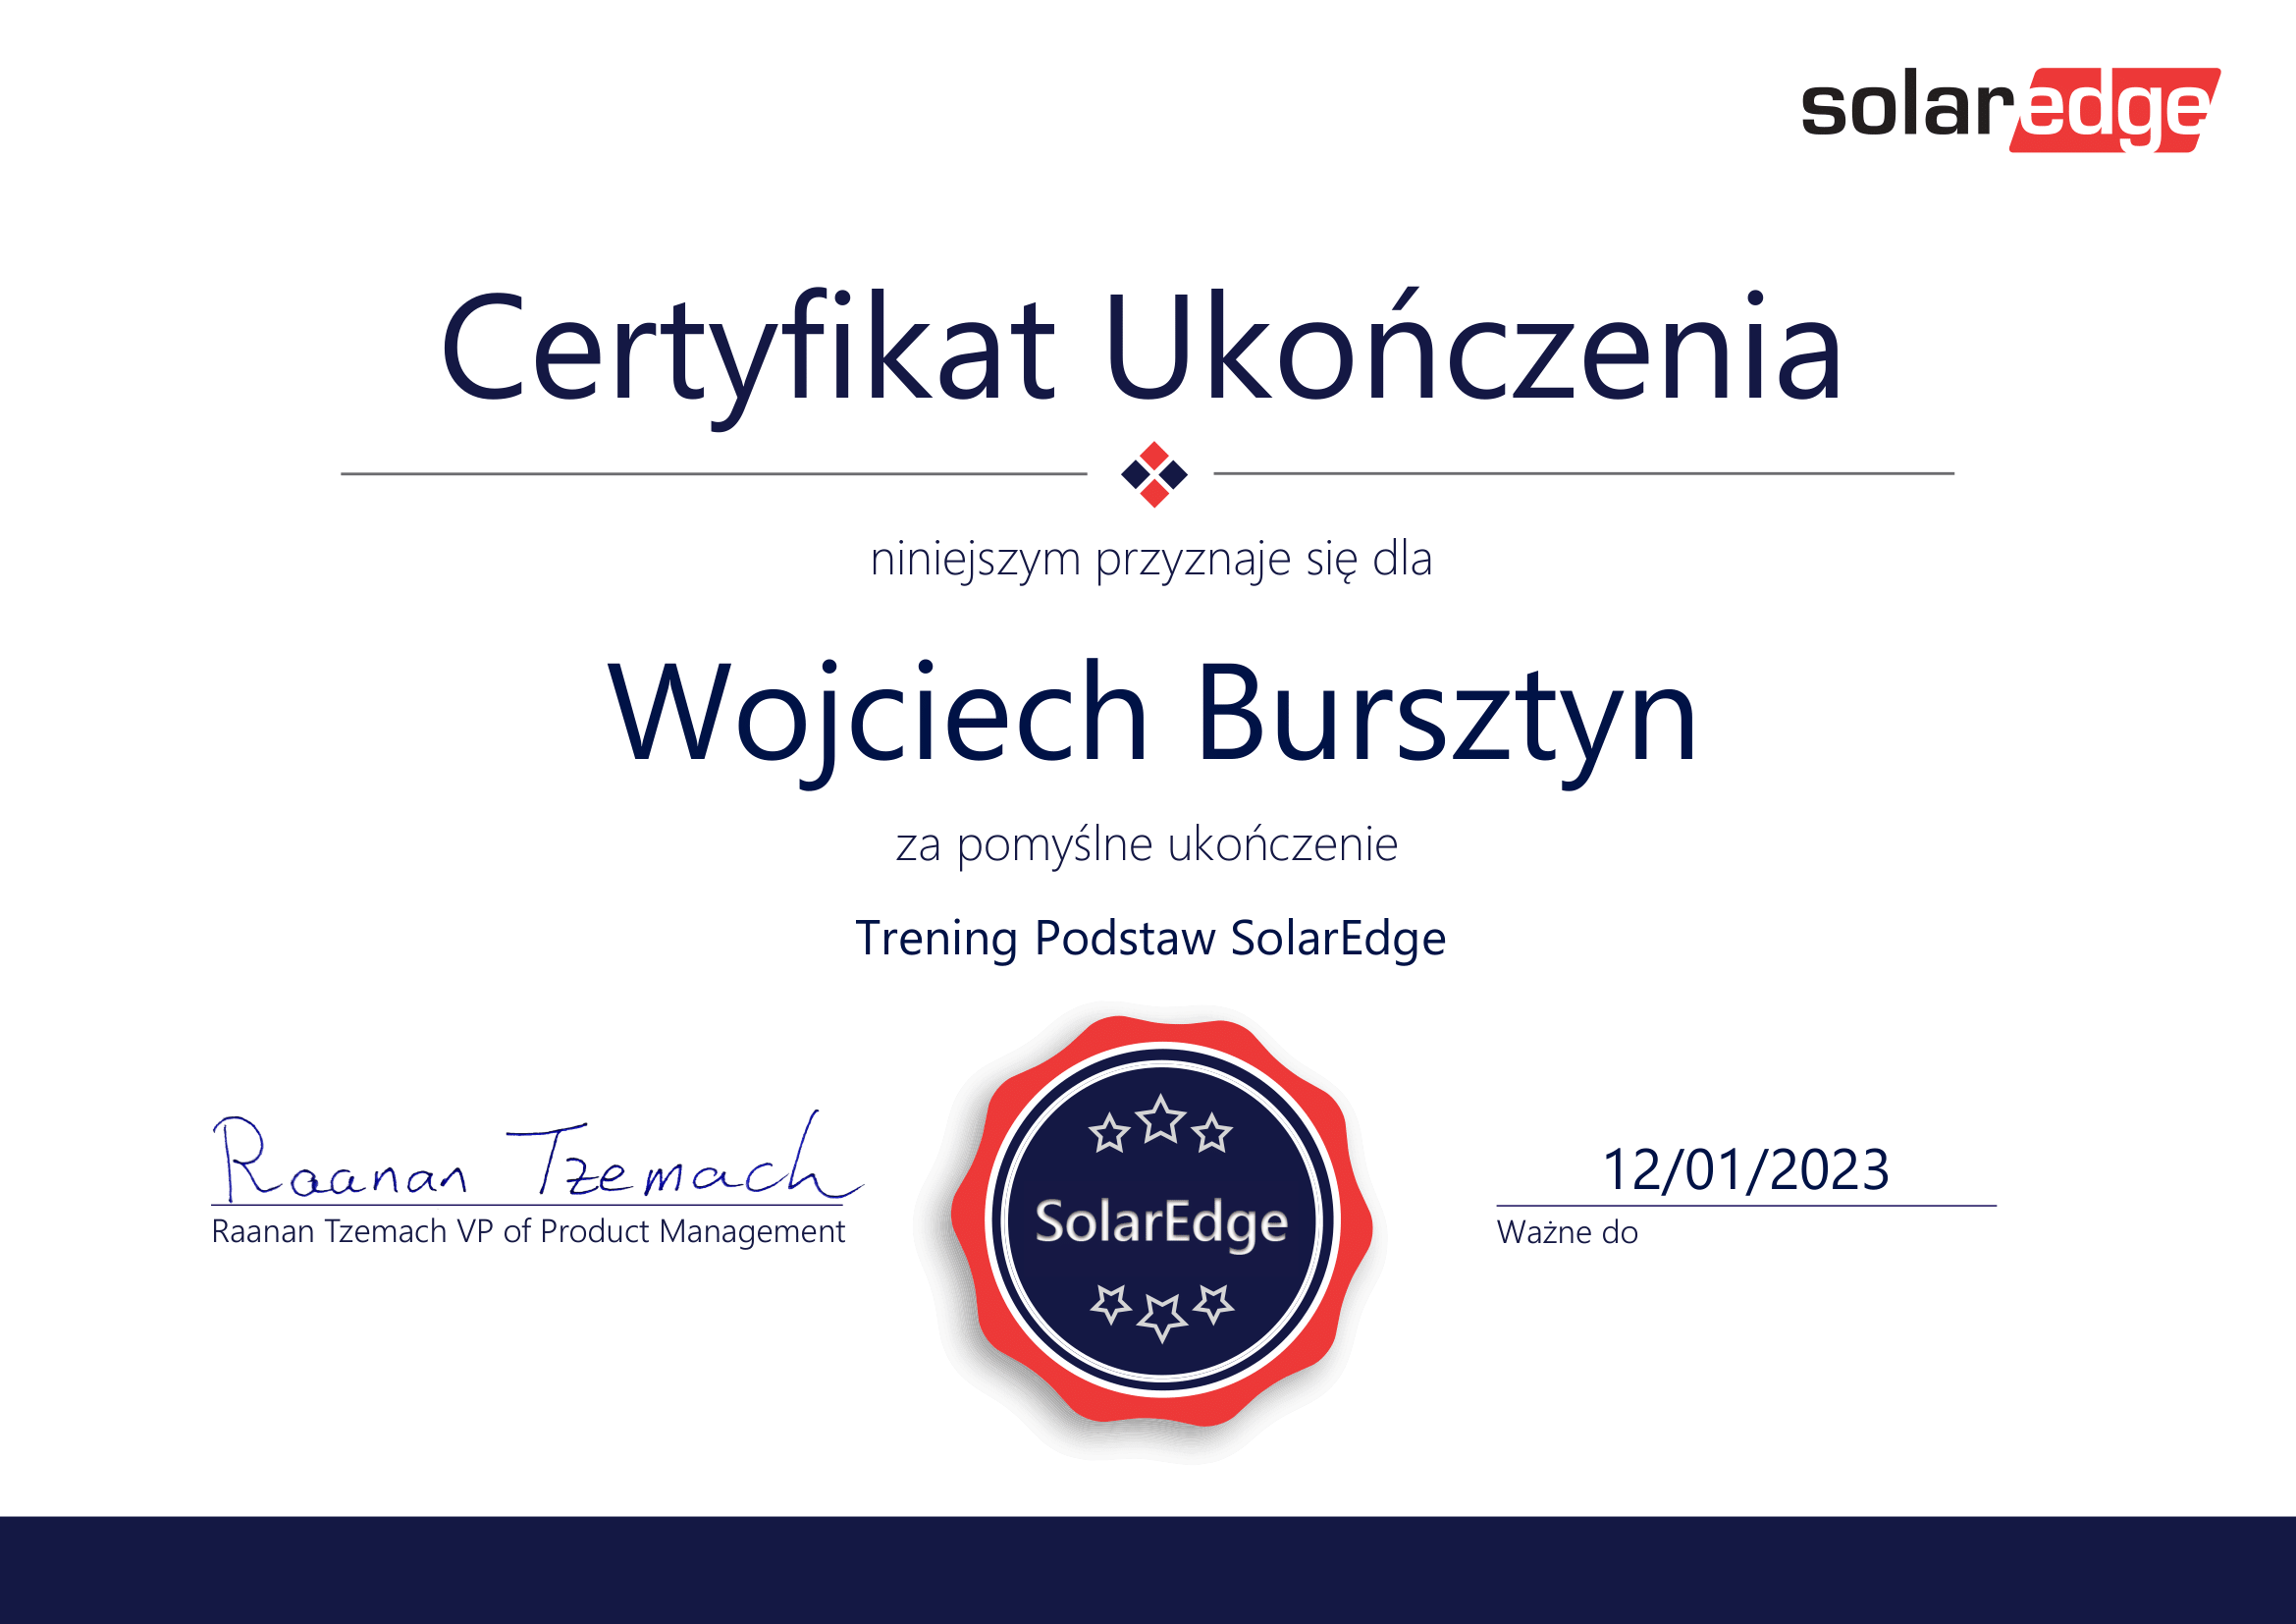 solaredge
Certyfikat Ukończenia
niniejszym przyznaje się dla
Wojciech Bursztyn
za pomyślne ukończenie
Trening Podstaw SolarEdge
Raanan Tzemach
Raanan Tzemach VP of Product Management
SolarEdge
12/01/2023
Ważne do